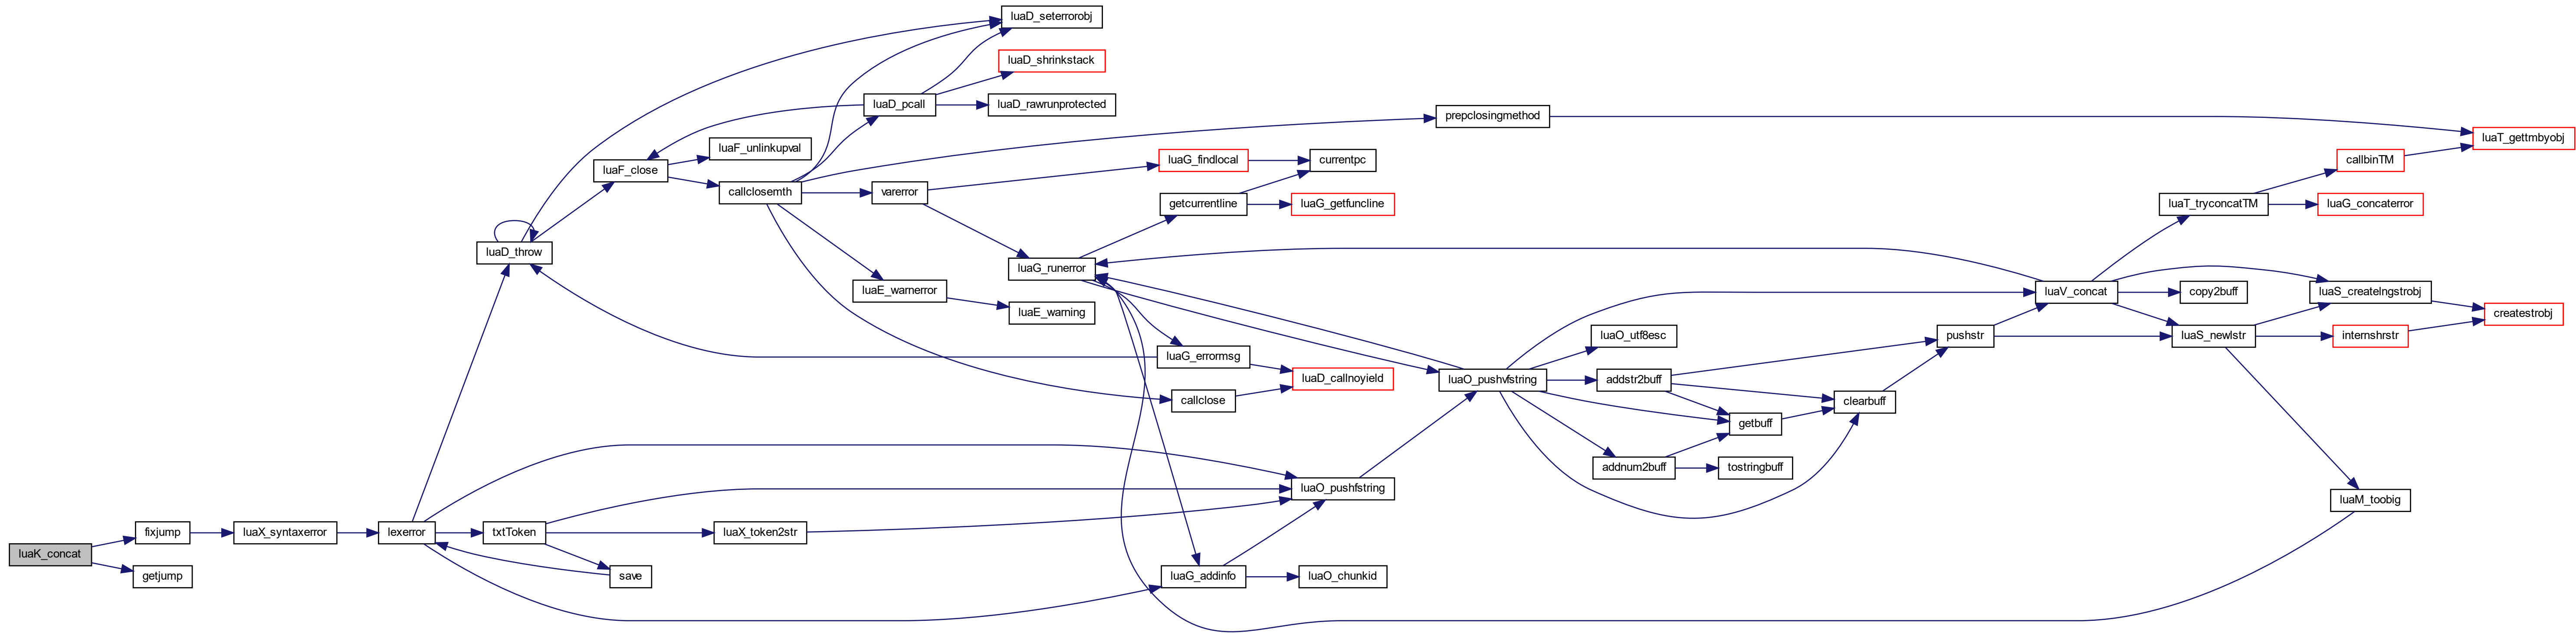 luaD_seterrorobj
luaD_shrinkstack
luaD_pcall
luaD_rawrunprotected
prepclosingmethod
luaT_gettmbyobj
luaF_unlinkupval
luaF_close
luaG_findlocal
currentpc
callbinTM
callclosemth
varerror
getcurrentline
luaG_getfuncline
luaT_tryconcatTM
luaG_concaterror
luaD_throw
luaG_runerror
luaE_warnerror
luaE_warning
luaV_concat
copy2buff
luaS_createlngstrobj
createstrobj
luaO_utf8esc
pushstr
luaS_newlstr
internshrstr
luaG_errormsg
luaD_callnoyield
luaO_pushvfstring
addstr2buff
callclose
clearbuff
getbuff
addnum2buff
tostringbuff
luaO_pushfstring
luaM_toobig
fixjump
luaX_syntaxerror
lexerror
txtToken
luaX_token2str
luaK_concat
getjump
save
luaG_addinfo
luaO_chunkid